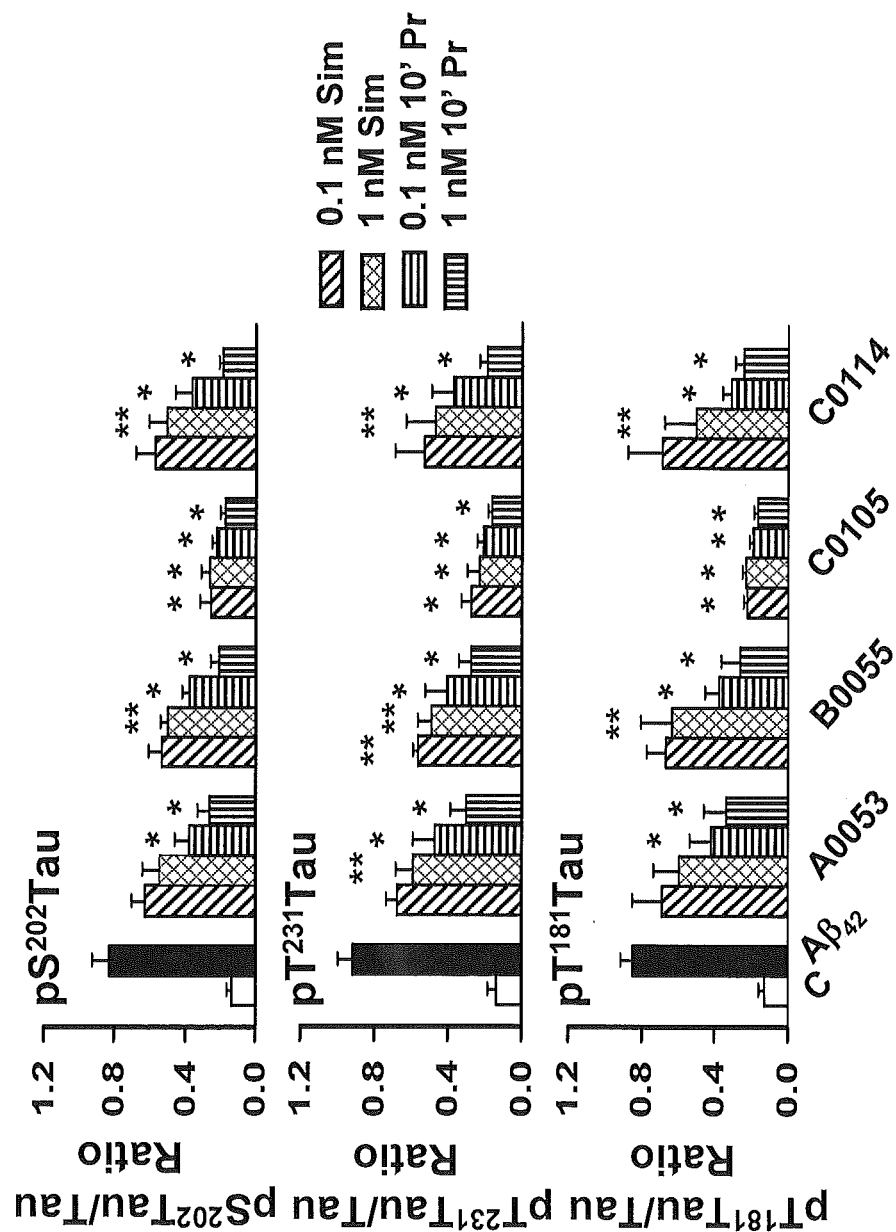 pS²⁰²Tau
1.2
0.8
0.4
0.0
Ratio
pS²⁰²Tau/Tau
** * *
* *
** * *
* * * *
** * *
0.1 nM Sim
1 nM Sim
0.1 nM 10' Pr
1 nM 10' Pr
pT²³¹Tau
1.2
0.8
0.4
0.0
Ratio
pT²³¹Tau/Tau
** * *
** ** * *
* * * *
** * *
pT¹⁸¹Tau
1.2
0.8
0.4
0.0
Ratio
pT¹⁸¹Tau/Tau
* *
** * *
* * * *
** * *
C
Aβ₄₂
A0053
B0055
C0105
C0114